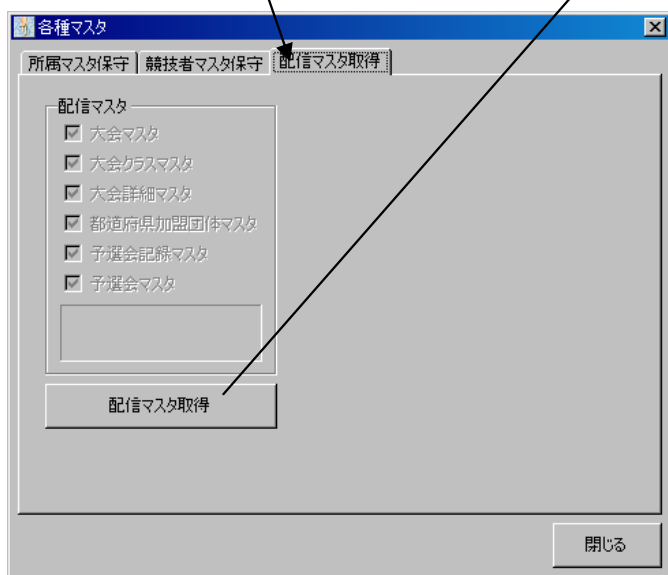 各種マスタ
所属マスタ保守 競技者マスタ保守 配信マスタ取得
配信マスタ
大会マスタ
大会クラスマスタ
大会詳細マスタ
都道府県加盟団体マスタ
予選会記録マスタ
予選会マスタ
配信マスタ取得
閉じる